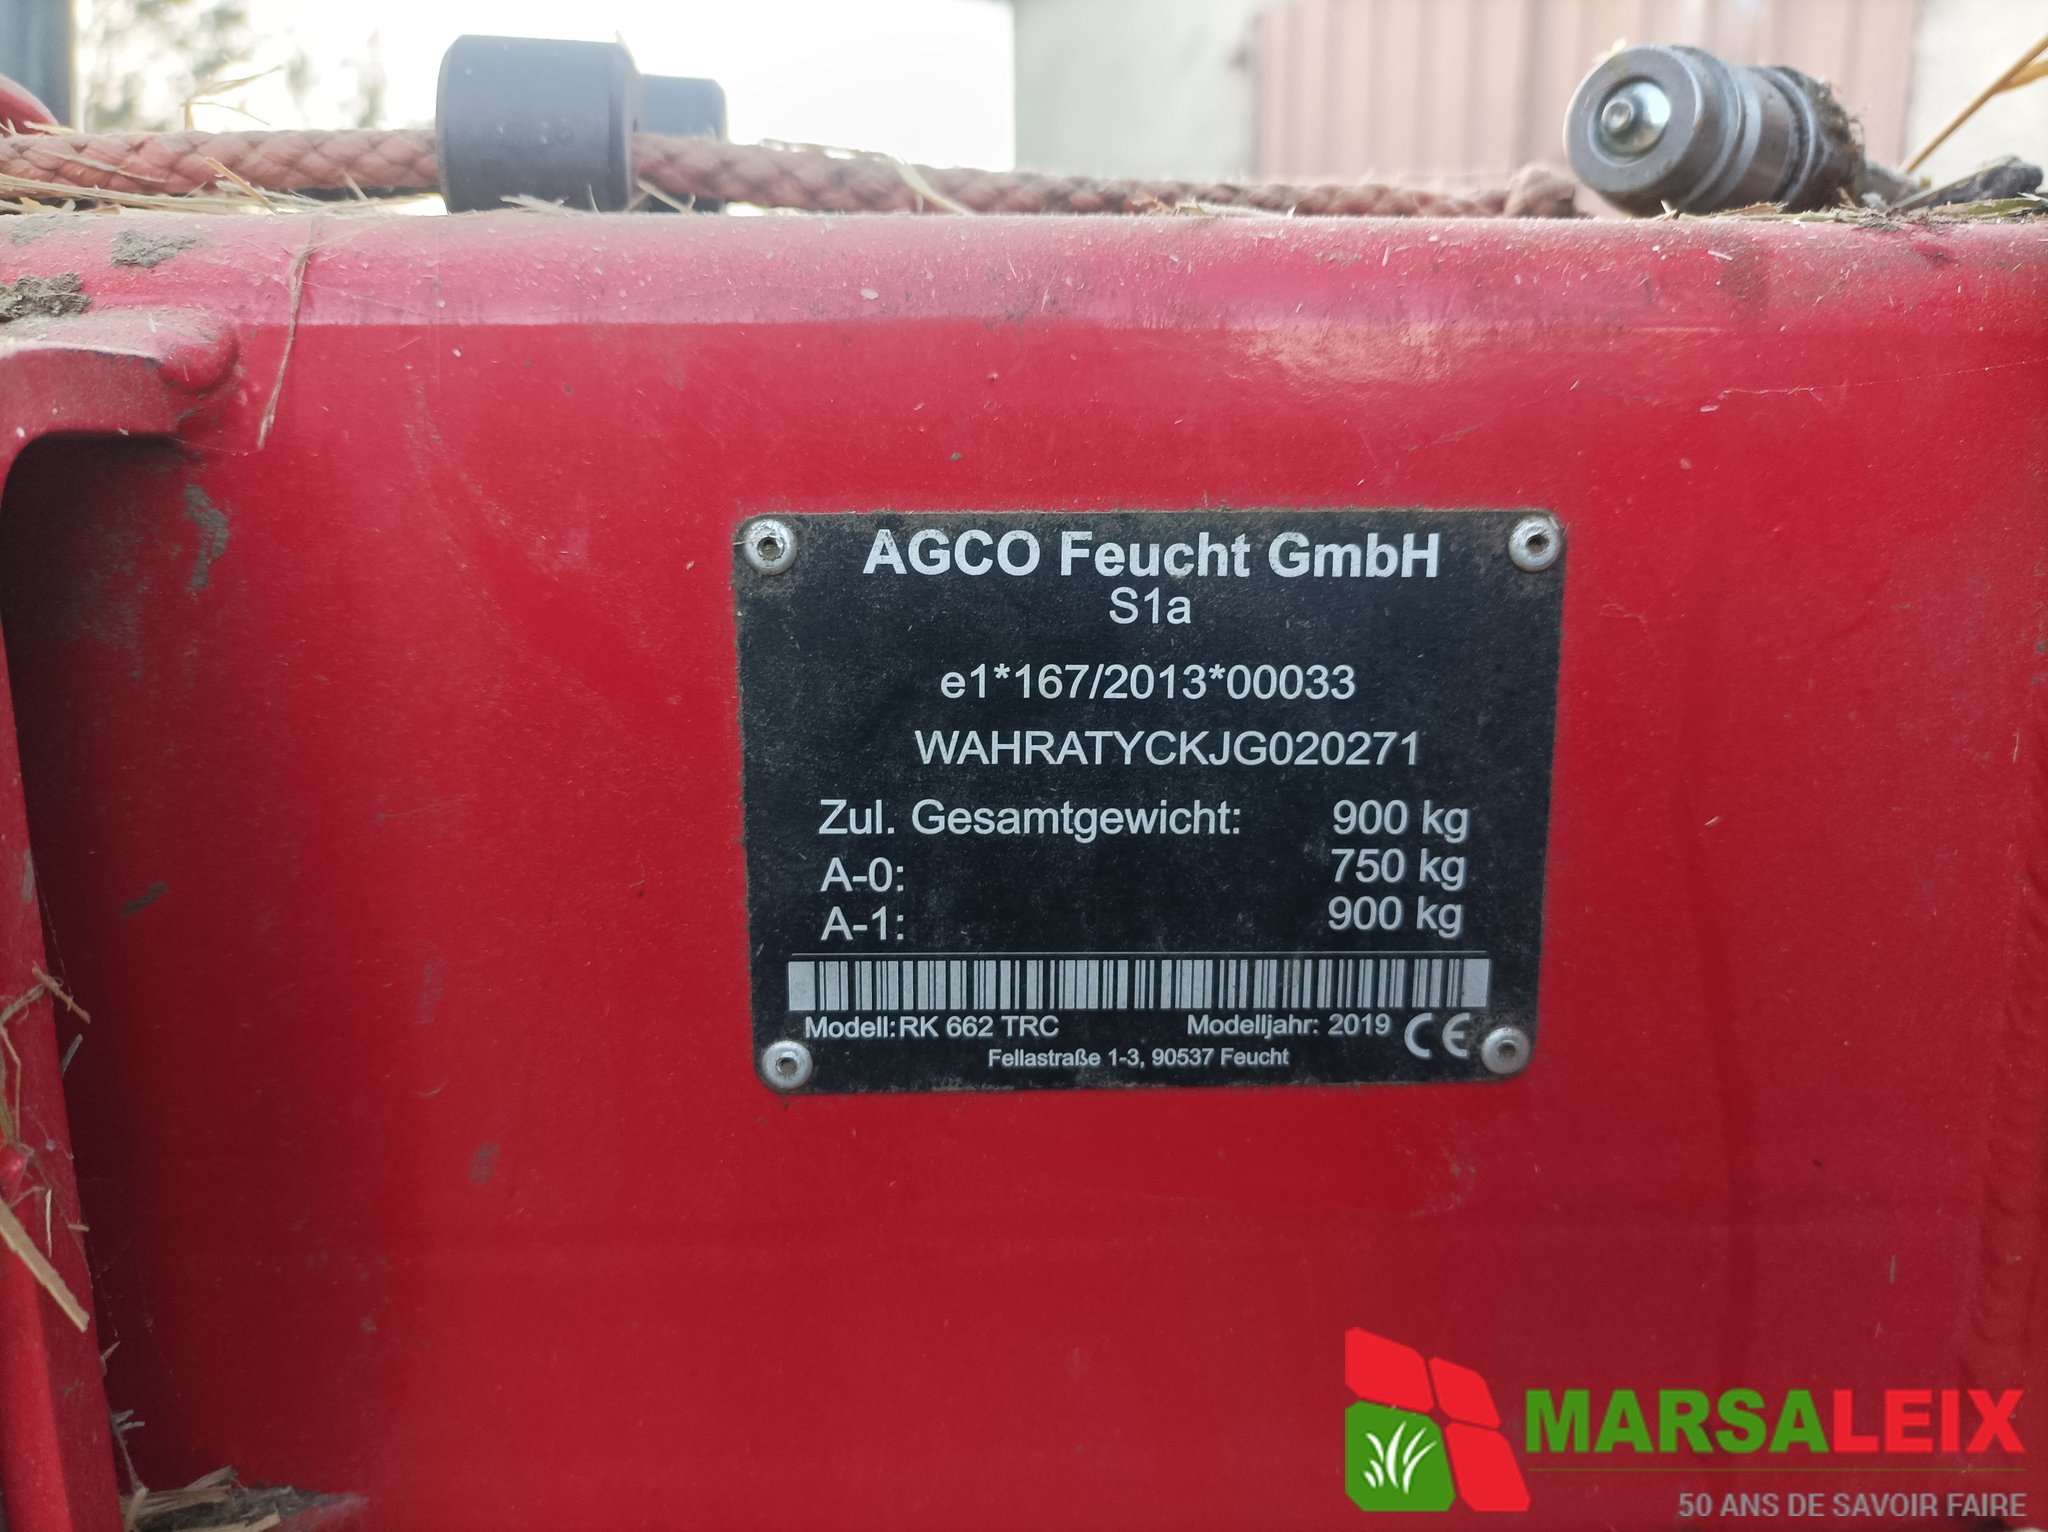 AGCO Feucht GmbH
S1a
e1*167/2013*00033
WAHRATYCKJG020271
Zul. Gesamtgewicht: 900 kg
A-0: 750 kg
A-1: 900 kg
Modell: RK 662 TRC Modelljahr: 2019 CE
Fellastraße 1-3, 90537 Feucht
MARSALEIX
50 ANS DE SAVOIR FAIRE